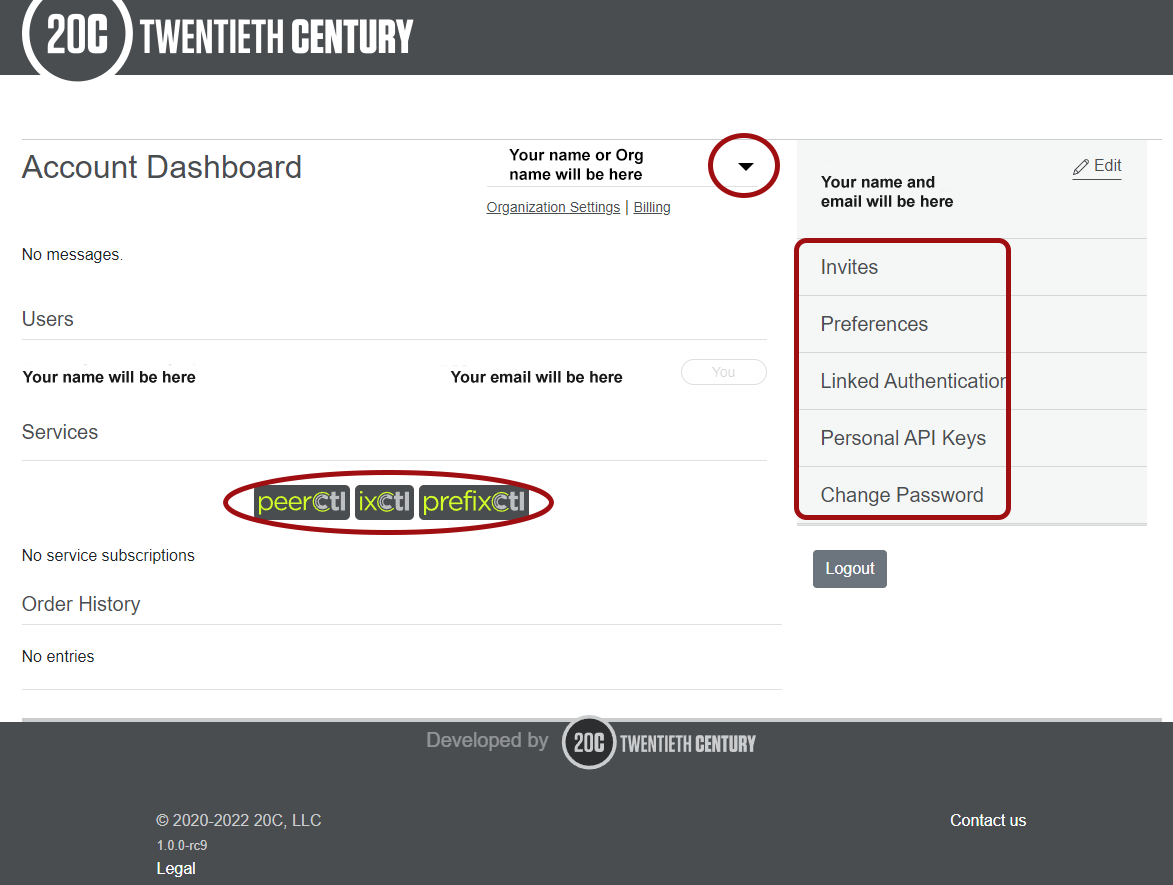 20C TWENTIETH CENTURY
Account Dashboard
Your name or Org
name will be here
Organization Settings | Billing
Your name and
email will be here
Edit
No messages.
Invites
Preferences
Linked Authentication
Personal API Keys
Change Password
Logout
Users
Your name will be here
Your email will be here
You
Services
peerCtl ixCtl prefixCtl
No service subscriptions
Order History
No entries
Developed by 20C TWENTIETH CENTURY
© 2020-2022 20C, LLC
1.0.0-rc9
Legal
Contact us